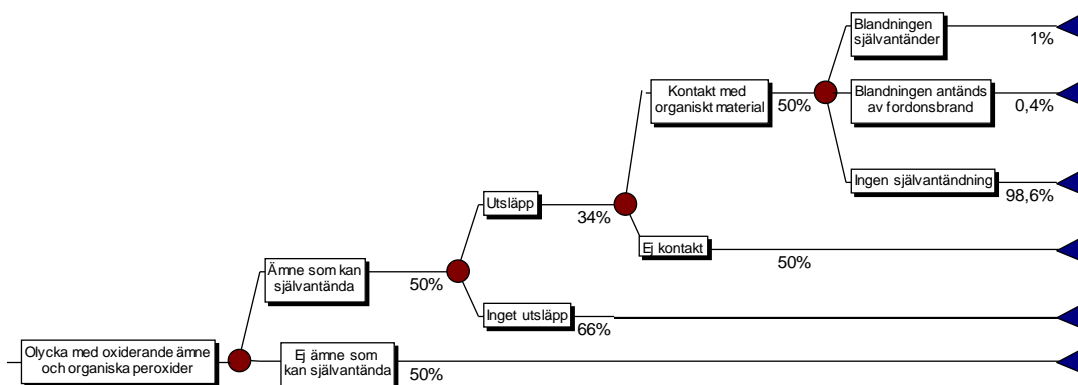 Blandningen
självantänder
1%
Kontakt med
organiskt material
50%
Blandningen antänds
av fordonsbrand
0,4%
Ingen självantändning
98,6%
Utsläpp
34%
Ej kontakt
50%
Ämne som kan
självantända
50%
Inget utsläpp
66%
Olycka med oxiderande ämne
och organiska peroxider
Ej ämne som
kan självantända
50%